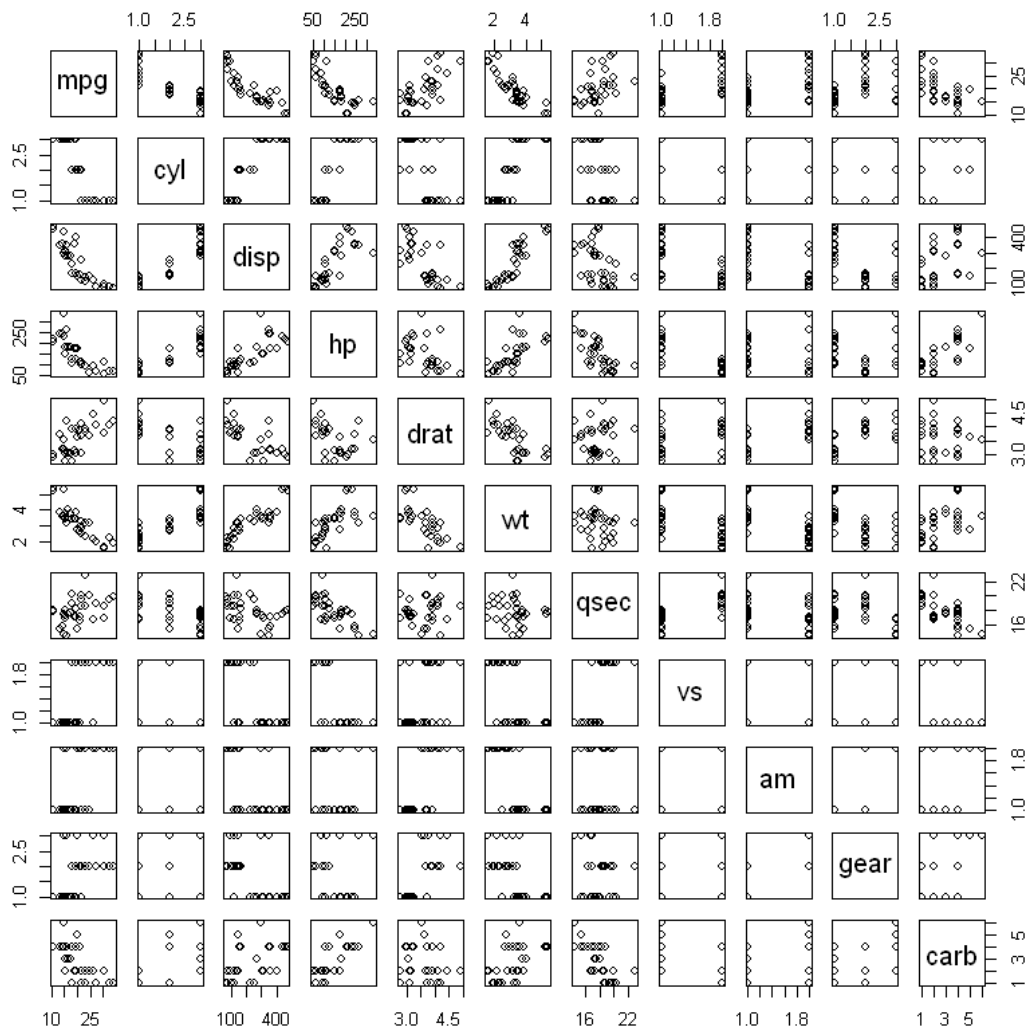 1.0 2.5 50 250 2 4 1.0 1.8 1.0 2.5
mpg 10 25
1.0 2.5 cyl
disp 100 400
50 250 hp
drat 3.0 4.5
2 4 wt
qsec 16 22
1.0 1.8 vs
am 1.0 1.8
1.0 2.5 gear
carb 1 3 5
10 25 100 400 3.0 4.5 16 22 1.0 1.8 1 3 5